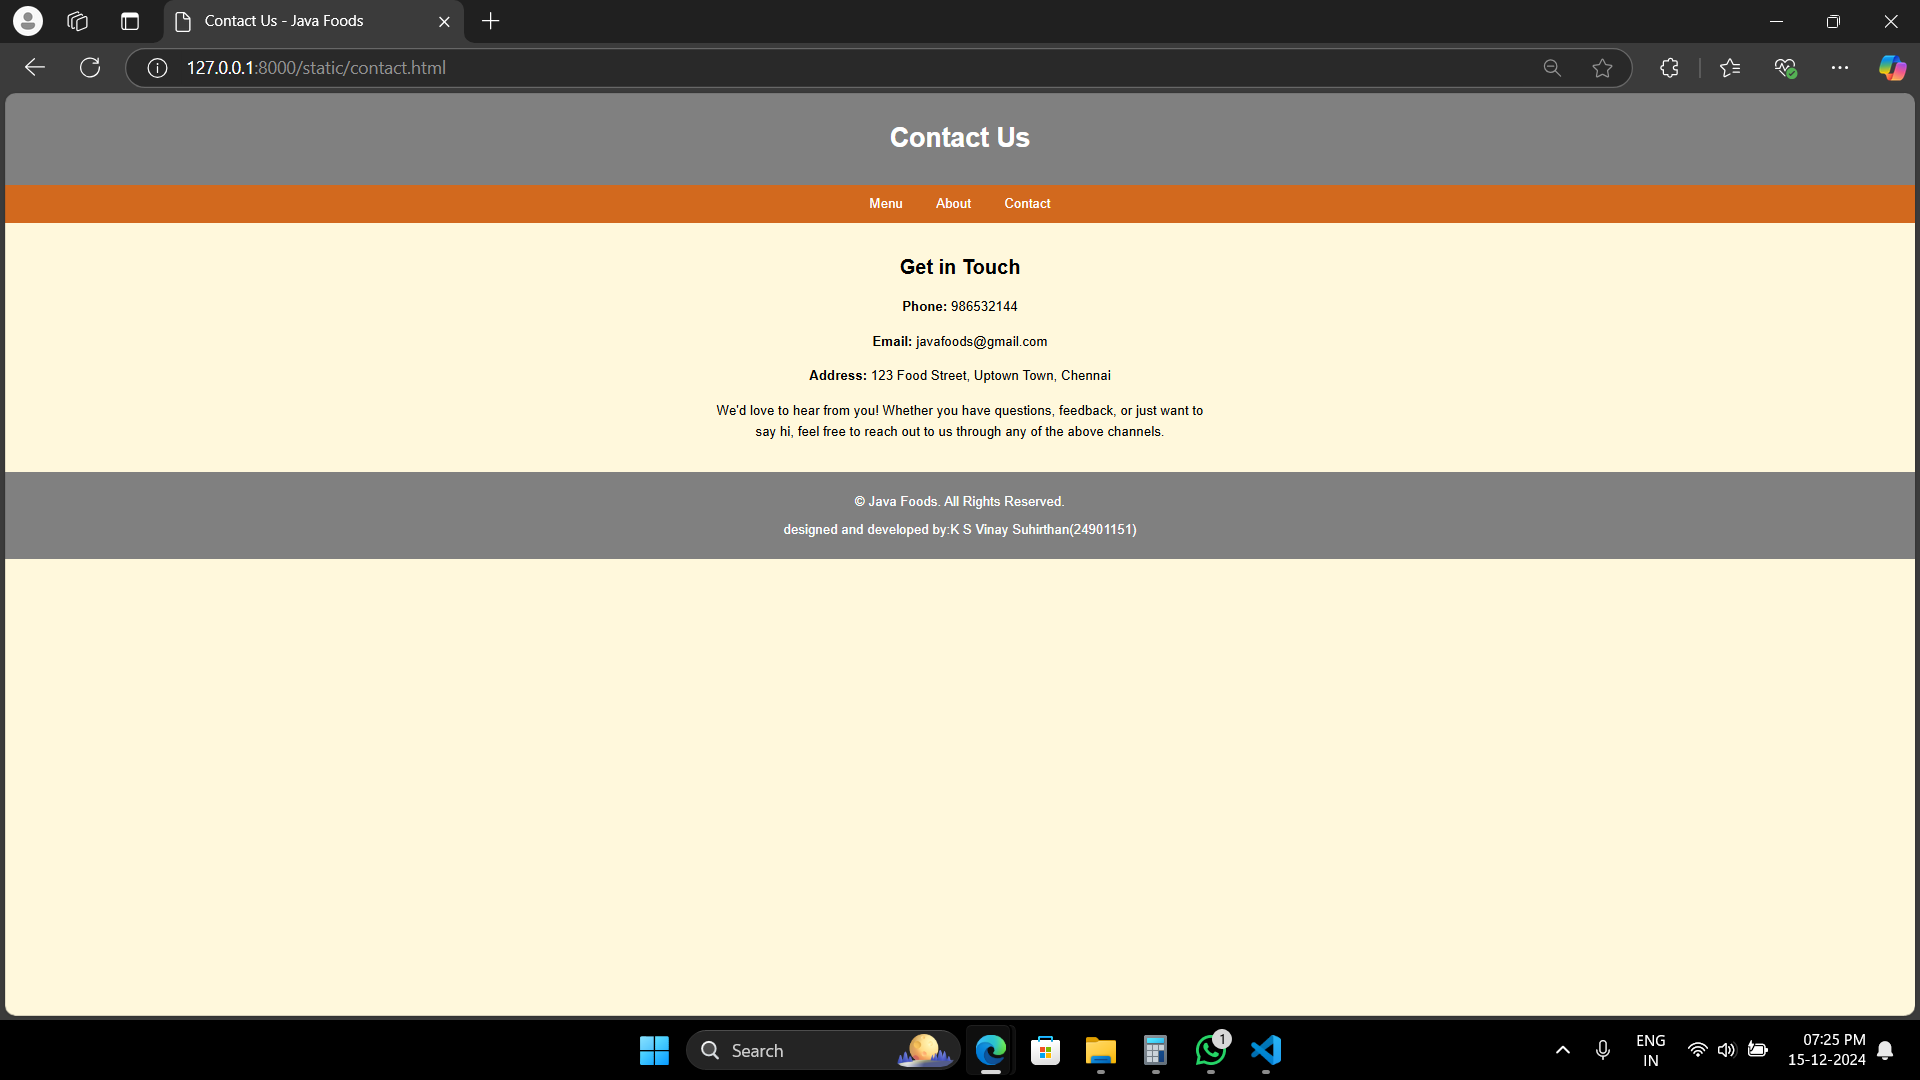 Contact Us - Java Foods
127.0.0.1:8000/static/contact.html
Contact Us
Menu About Contact
Get in Touch
Phone: 986532144
Email: javafoods@gmail.com
Address: 123 Food Street, Uptown Town, Chennai
We'd love to hear from you! Whether you have questions, feedback, or just want to
say hi, feel free to reach out to us through any of the above channels.
© Java Foods. All Rights Reserved.
designed and developed by:K S Vinay Suhirthan(24901151)
Search
1
ENG
IN
07:25 PM
15-12-2024